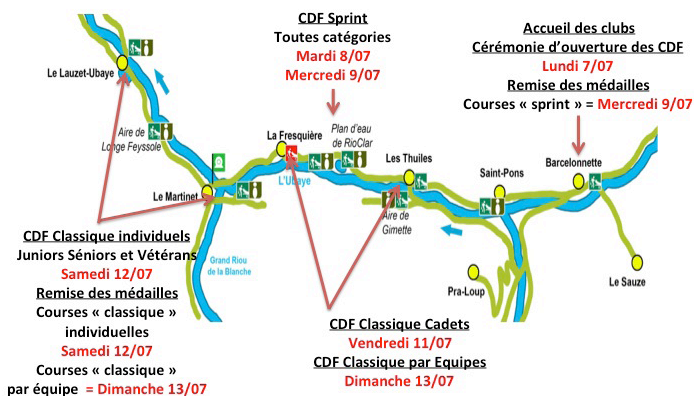 CDF Sprint
Toutes catégories
Mardi 8/07
Mercredi 9/07
Accueil des clubs
Cérémonie d'ouverture des CDF
Lundi 7/07
Remise des médailles
Courses « sprint » = Mercredi 9/07
Le Lauzet-Ubaye
Aire de
Longe Feyssole
La Fresquière
Plan d'eau
de RioClar
Les Thuiles
Saint-Pons
Barcelonnette
L'Ubaye
Le Martinet
Aire de
Gimette
Grand Riou
de la Blanche
Pra-Loup
Le Sauze
CDF Classique individuels
Juniors Séniors et Vétérans
Samedi 12/07
Remise des médailles
Courses « classique »
individuelles
Samedi 12/07
Courses « classique »
par équipe = Dimanche 13/07
CDF Classique Cadets
Vendredi 11/07
CDF Classique par Equipes
Dimanche 13/07